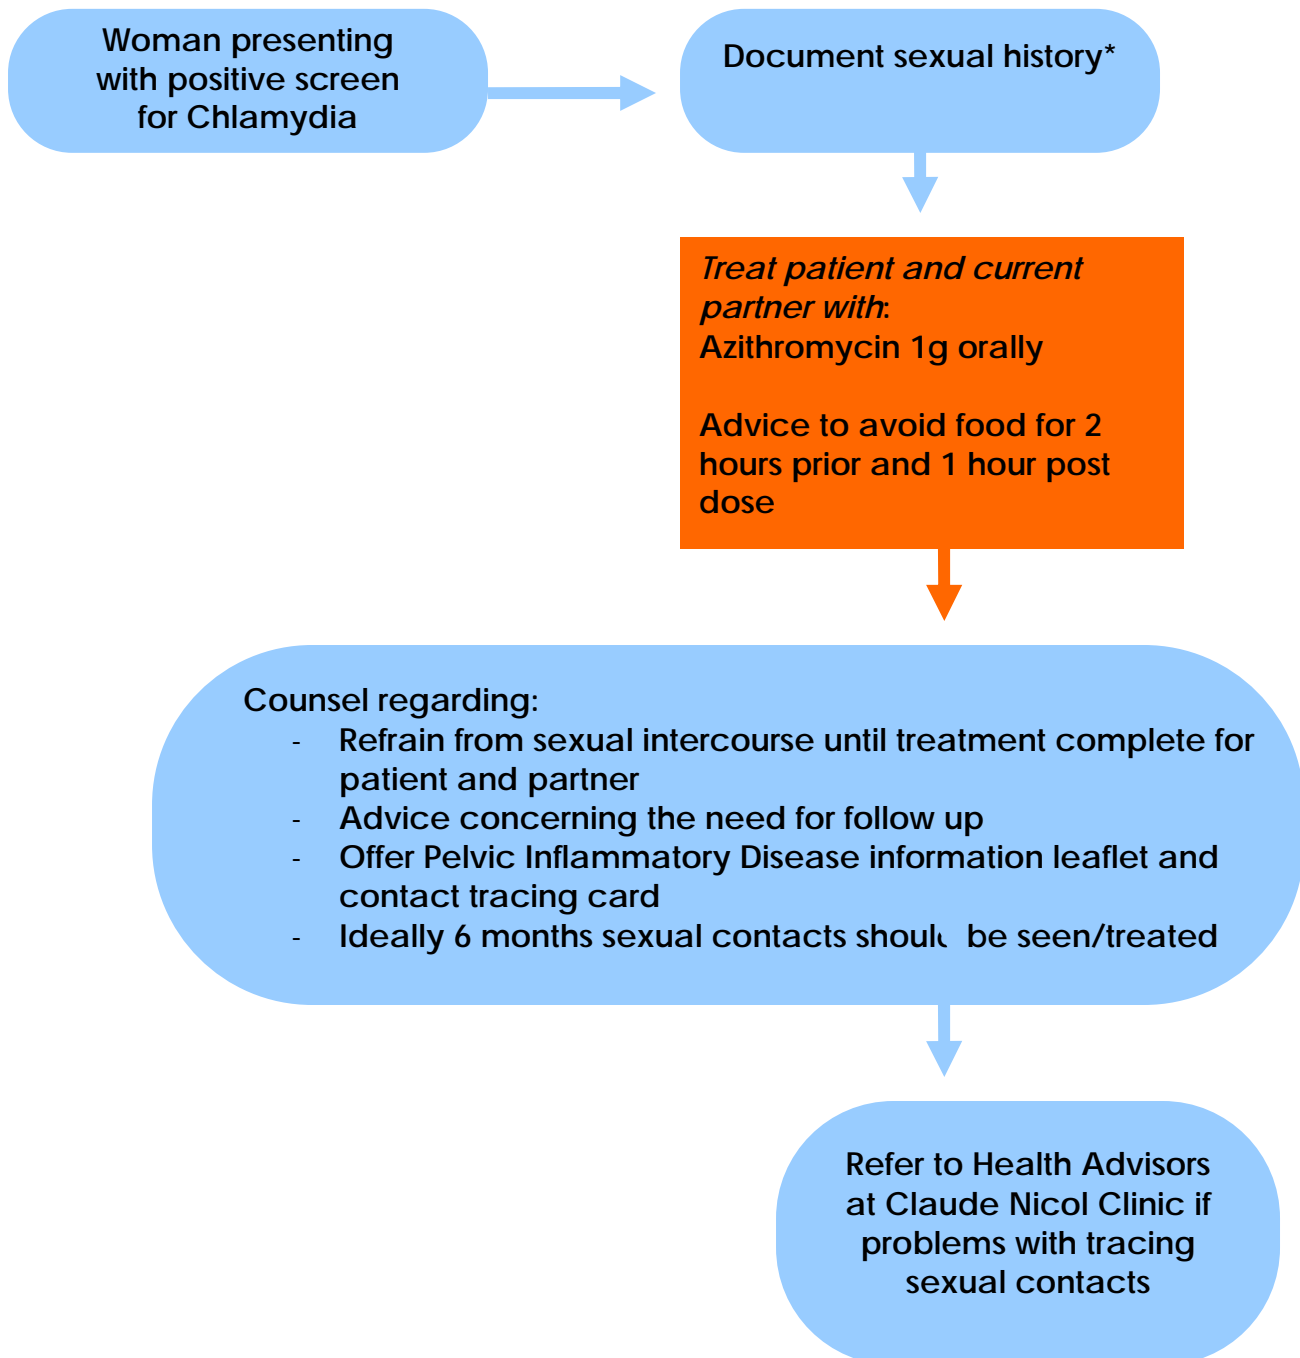 Woman presenting
with positive screen
for Chlamydia
Document sexual history*
Treat patient and current
partner with:
Azithromycin 1g orally
Advice to avoid food for 2
hours prior and 1 hour post
dose
Counsel regarding:
- Refrain from sexual intercourse until treatment complete for
patient and partner
- Advice concerning the need for follow up
- Offer Pelvic Inflammatory Disease information leaflet and
contact tracing card
- Ideally 6 months sexual contacts should be seen/treated
Refer to Health Advisors
at Claude Nicol Clinic if
problems with tracing
sexual contacts